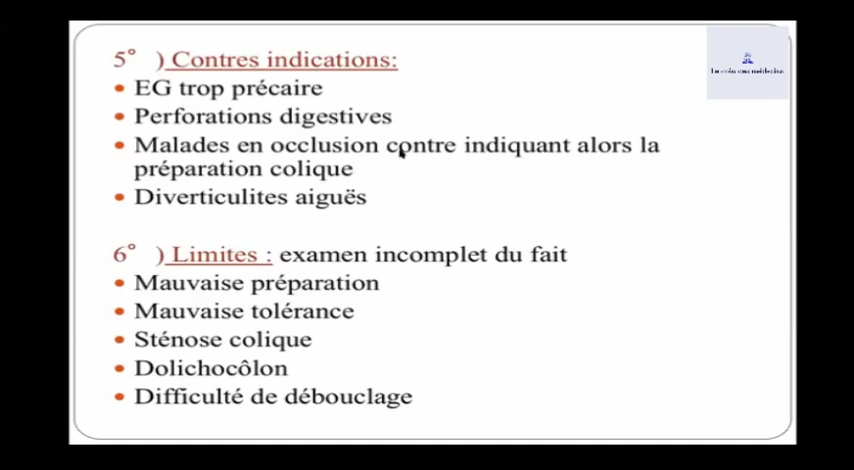 5° ) Contres indications:
• EG trop précaire
• Perforations digestives
• Malades en occlusion contre indiquant alors la
préparation colique
• Diverticulites aiguës
6° ) Limites : examen incomplet du fait
• Mauvaise préparation
• Mauvaise tolérance
• Sténose colique
• Dolichocôlon
• Difficulté de débouclage